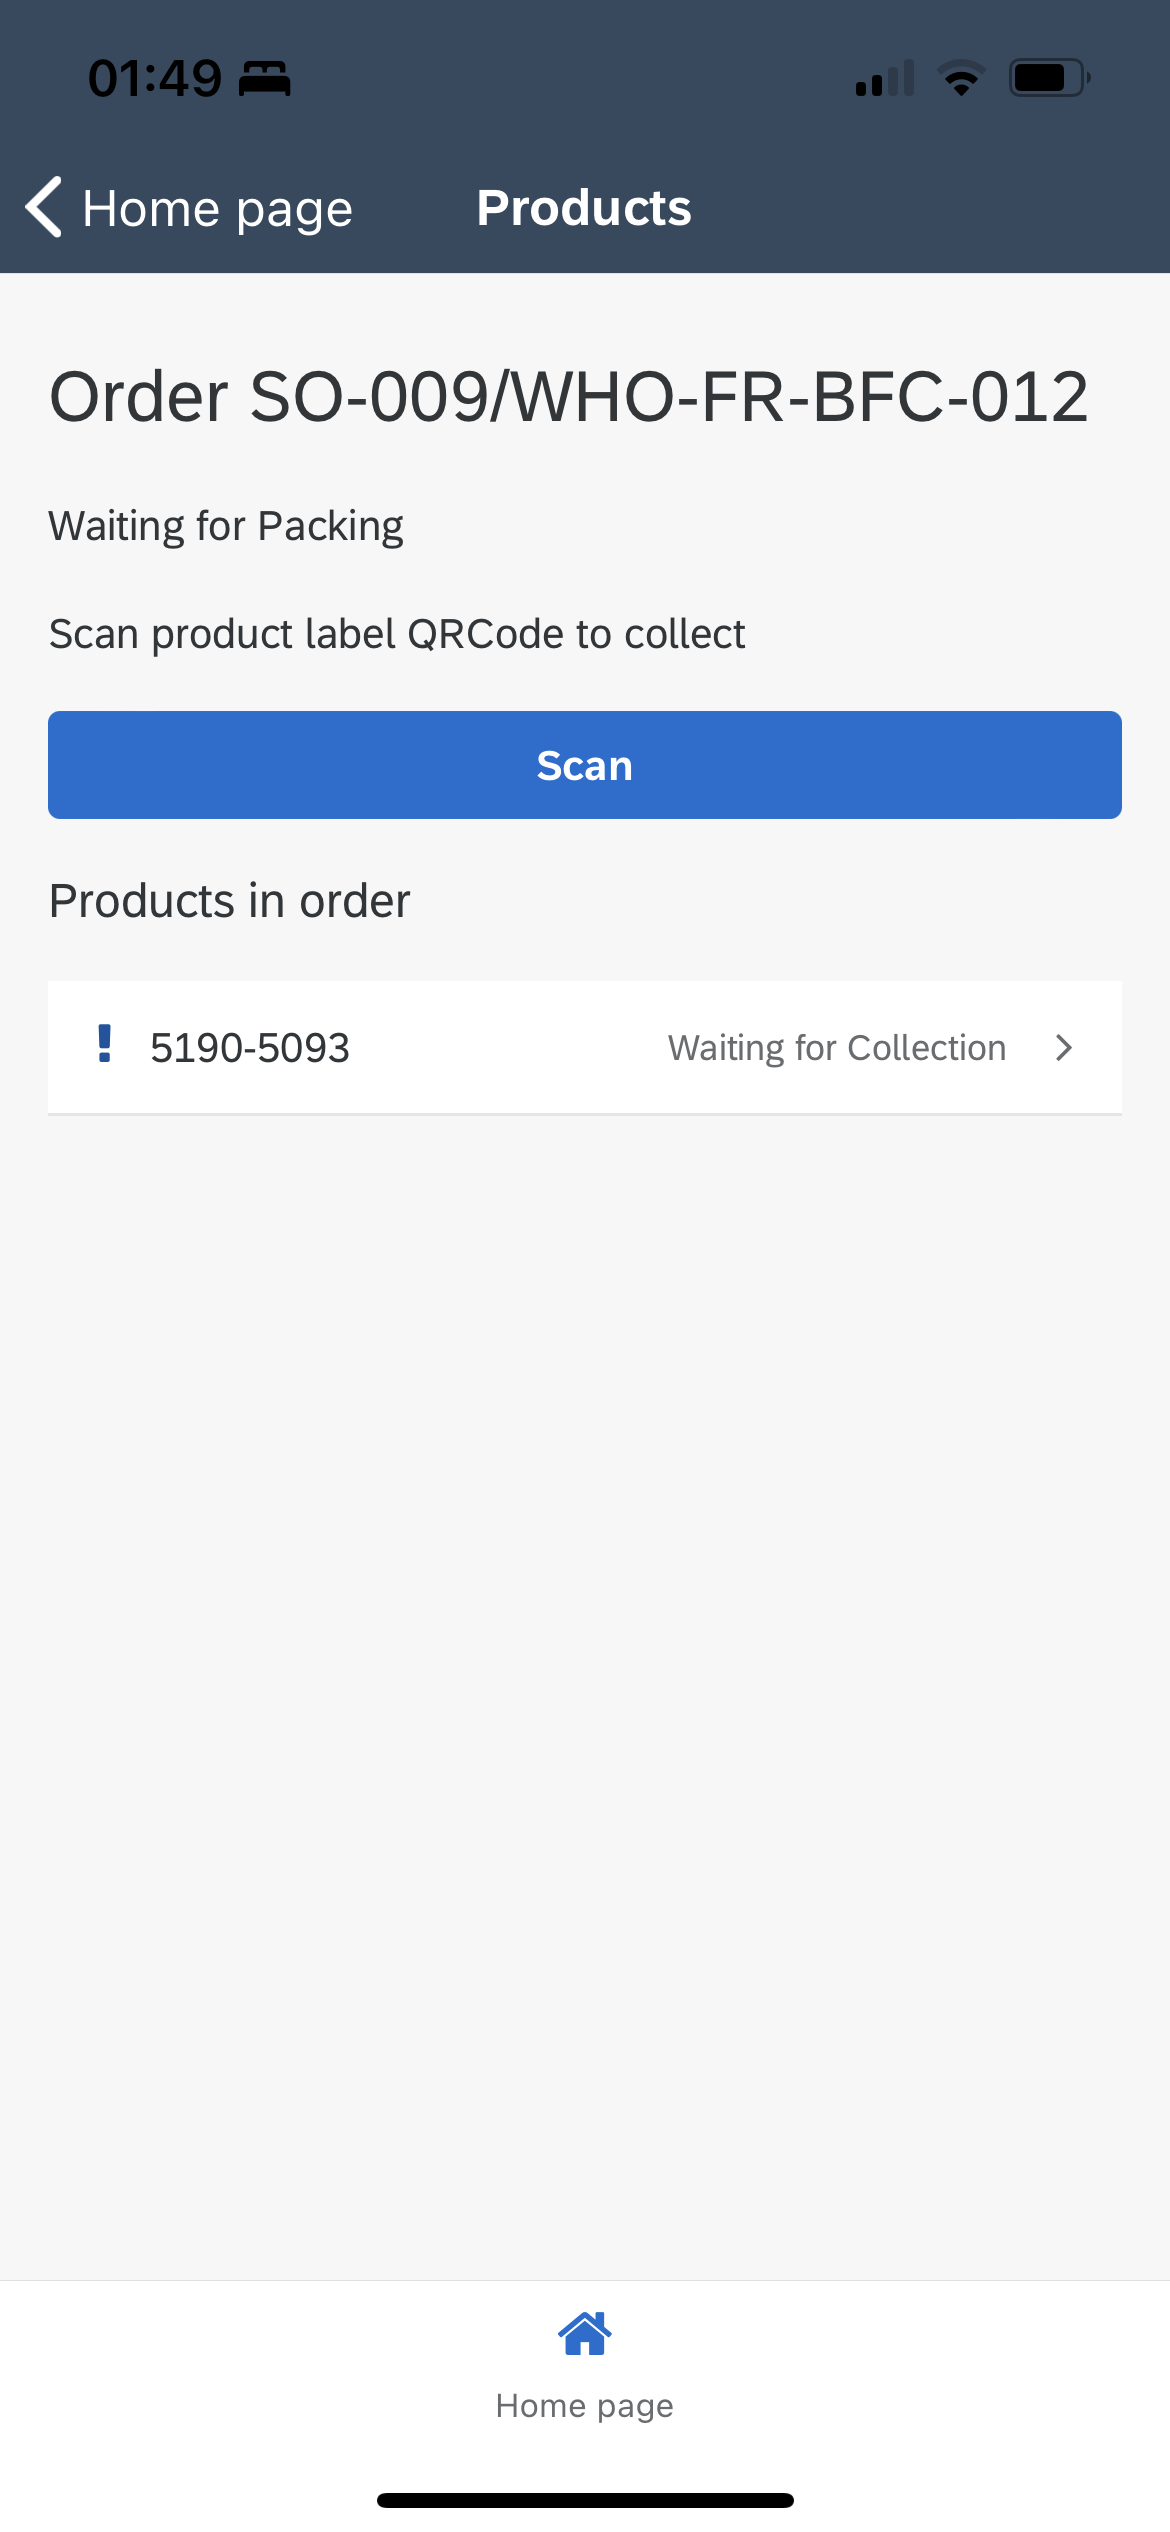 01:49
Home page
Products
Order SO-009/WHO-FR-BFC-012
Waiting for Packing
Scan product label QRCode to collect
Scan
Products in order
! 5190-5093 Waiting for Collection
Home page